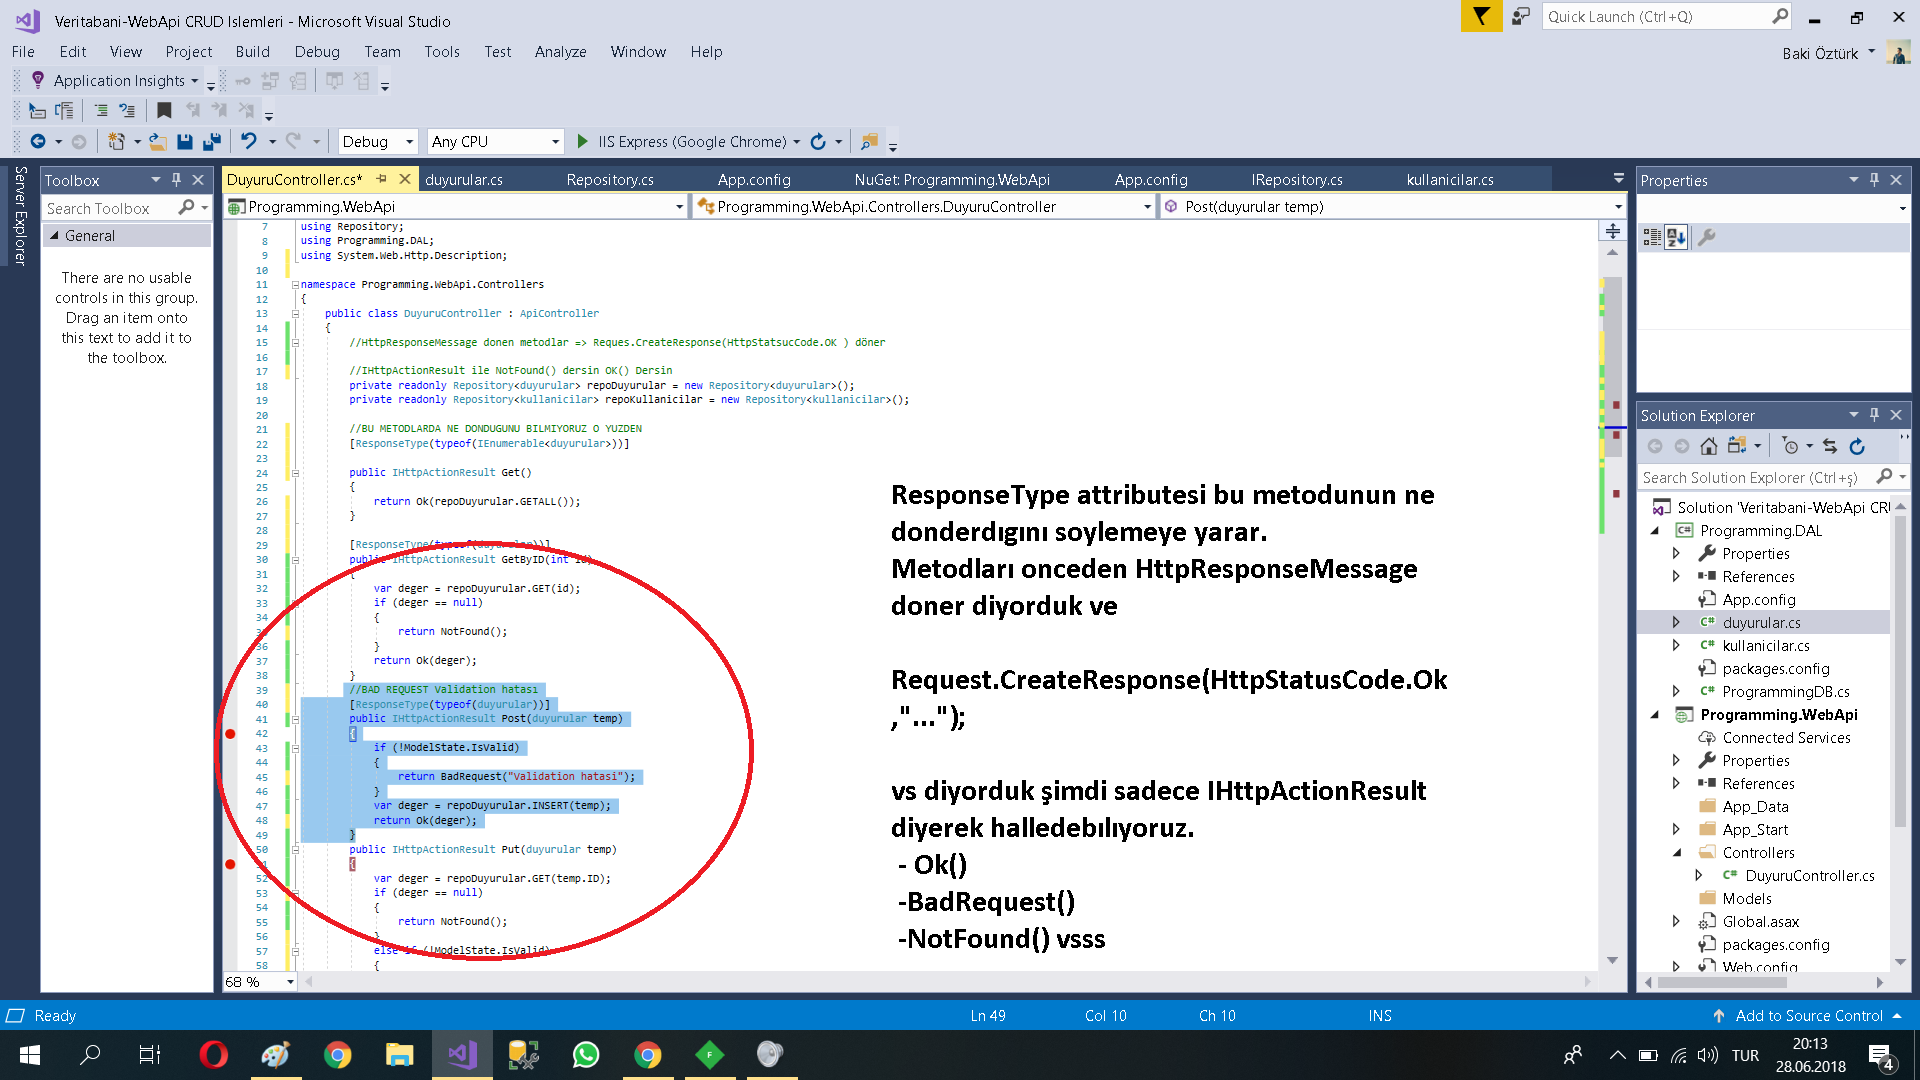 Veritabani-WebApi CRUD Islemleri - Microsoft Visual Studio
Quick Launch (Ctrl+Q)
File Edit View Project Build Debug Team Tools Test Analyze Window Help
Baki Öztürk
Application Insights
Debug Any CPU IIS Express (Google Chrome)
Server Explorer
Toolbox
Search Toolbox
General
There are no usable
controls in this group.
Drag an item onto
this text to add it to
the toolbox.
DuyuruController.cs* duyurular.cs Repository.cs App.config NuGet: Programming.WebApi App.config IRepository.cs kullanicilar.cs
Programming.WebApi Programming.WebApi.Controllers.DuyuruController Post(duyurular temp)
7 using Repository;
8 using Programming.DAL;
9 using System.Web.Http.Description;
10
11 namespace Programming.WebApi.Controllers
12 {
13 public class DuyuruController : ApiController
14 {
15 //HttpResponseMessage donen metodlar => Reques.CreateResponse(HttpStatsucCode.OK ) döner
16
17 //IHttpActionResult ile NotFound() dersin OK() Dersin
18 private readonly Repository<duyurular> repoDuyurular = new Repository<duyurular>();
19 private readonly Repository<kullanicilar> repoKullanicilar = new Repository<kullanicilar>();
20
21 //BU METODLARDA NE DONDUGUNU BILMIYORUZ O YUZDEN
22 [ResponseType(typeof(IEnumerable<duyurular>))]
23
24 public IHttpActionResult Get()
25 {
26 return Ok(repoDuyurular.GETALL());
27 }
28
29 [ResponseType(typeof(duyurular))]
30 public IHttpActionResult GetByID(int id)
31 {
32 var deger = repoDuyurular.GET(id);
33 if (deger == null)
34 {
35 return NotFound();
36 }
37 return Ok(deger);
38 }
39 //BAD REQUEST Validation hatası
40 [ResponseType(typeof(duyurular))]
41 public IHttpActionResult Post(duyurular temp)
42 {
43 if (!ModelState.IsValid)
44 {
45 return BadRequest("Validation hatasi");
46 }
47 var deger = repoDuyurular.INSERT(temp);
48 return Ok(deger);
49 }
50 public IHttpActionResult Put(duyurular temp)
51 {
52 var deger = repoDuyurular.GET(temp.ID);
53 if (deger == null)
54 {
55 return NotFound();
56 }
57 else if (!ModelState.IsValid)
58 {
68 %
ResponseType attributesi bu metodunun ne
donderdıgını soylemeye yarar.
Metodları onceden HttpResponseMessage
doner diyorduk ve
Request.CreateResponse(HttpStatusCode.Ok
,"...");
vs diyorduk şimdi sadece IHttpActionResult
diyerek halledebılıyoruz.
- Ok()
-BadRequest()
-NotFound() vsss
Properties
Solution Explorer
Search Solution Explorer (Ctrl+ş)
Solution 'Veritabani-WebApi CRI
Programming.DAL
Properties
References
App.config
duyurular.cs
kullanicilar.cs
packages.config
ProgrammingDB.cs
Programming.WebApi
Connected Services
Properties
References
App_Data
App_Start
Controllers
DuyuruController.cs
Models
Global.asax
packages.config
Web.config
Ready Ln 49 Col 10 Ch 10 INS Add to Source Control
TUR
20:13
28.06.2018
4